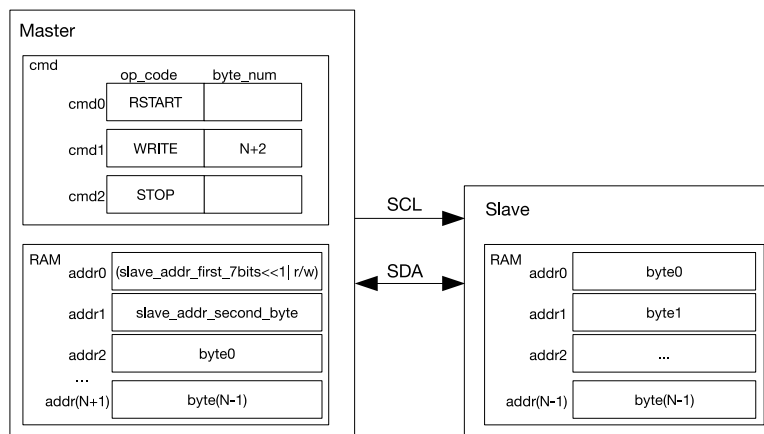 Master
cmd
op_code byte_num
cmd0 RSTART
cmd1 WRITE N+2
cmd2 STOP
RAM
addr0 (slave_addr_first_7bits<<1| r/w)
addr1 slave_addr_second_byte
addr2 byte0
...
addr(N+1) byte(N-1)
SCL
SDA
Slave
RAM
addr0 byte0
addr1 byte1
addr2 ...
addr(N-1) byte(N-1)